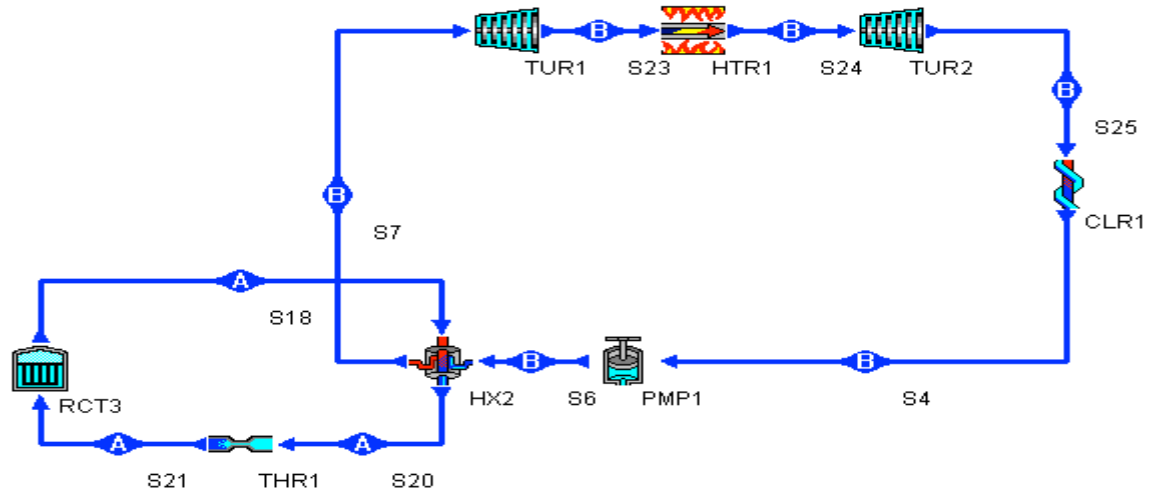 B B
TUR1 S23 HTR1 S24 TUR2
B
S25
B
S7
CLR1
A
S18
B B
RCT3 HX2 S6 PMP1 S4
A A
S21 THR1 S20